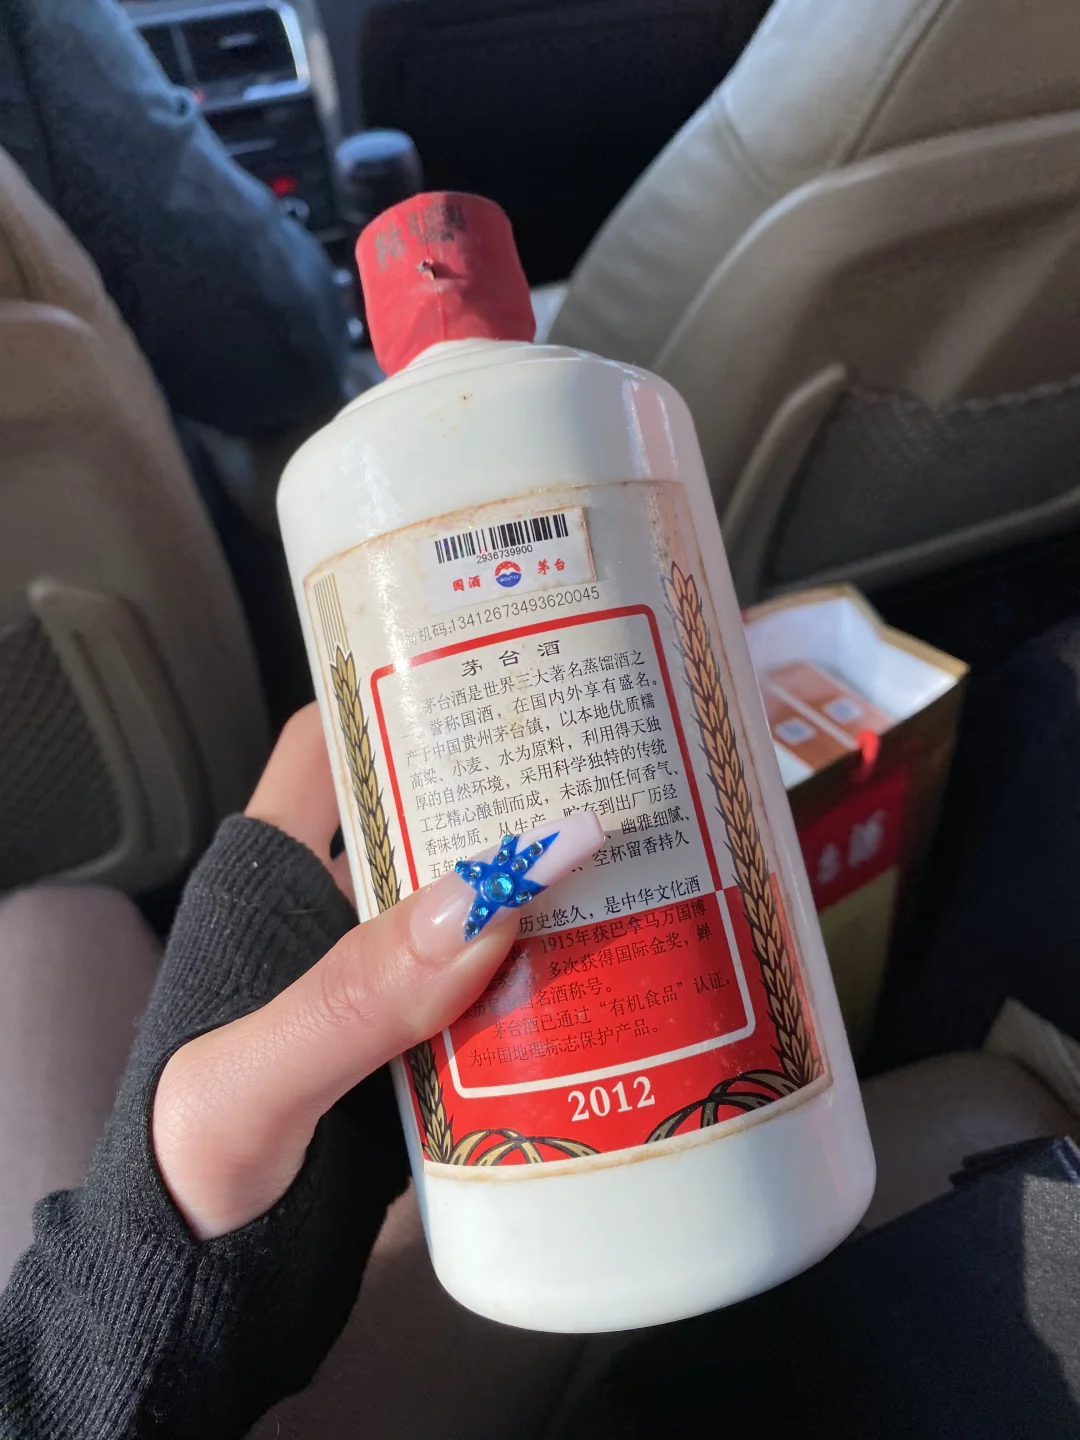 2936739900
国酒 MOUTAI 茅台
机码:13412673493620045
茅台酒
茅台酒是世界三大著名蒸馏酒之
一,誉称国酒,在国内外享有盛名。
产于中国贵州茅台镇,以本地优质糯
高粱、小麦、水为原料,利用得天独
厚的自然环境,采用科学独特的传统
工艺精心酿制而成,未添加任何香气、
香味物质,从生产、贮存到出厂历经
五年 幽雅细腻、
、空杯留香持久
历史悠久,是中华文化酒
1915年获巴拿马万国博
多次获得国际金奖,蝉
国名酒称号。
茅台酒已通过“有机食品”认证,
为中国地理标志保护产品。
2012